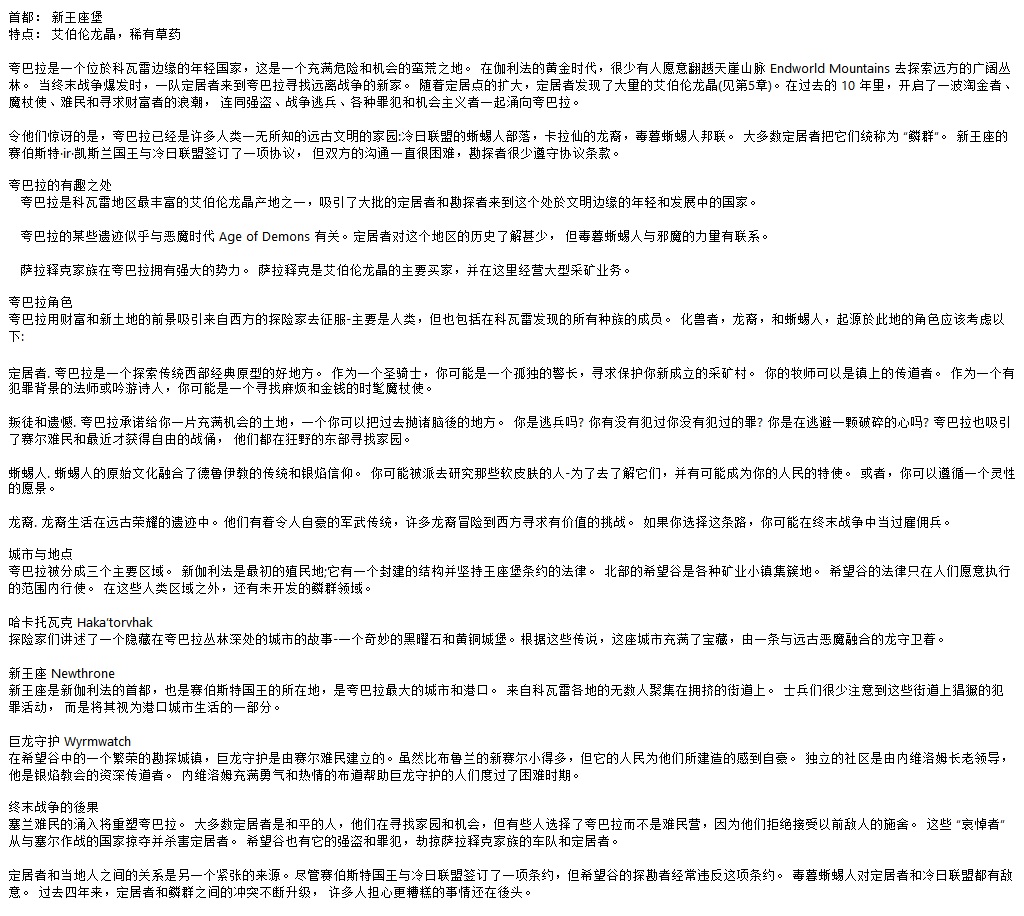 首都： 新王座堡
特点： 艾伯伦龙晶，稀有草药
夸巴拉是一个位於科瓦雷边缘的年轻国家，这是一个充满危险和机会的蛮荒之地。 在伽利法的黄金时代，很少有人愿意翻越天崖山脉 Endworld Mountains 去探索远方的广阔丛
林。 当终末战争爆发时，一队定居者来到夸巴拉寻找远离战争的新家。 随着定居点的扩大，定居者发现了大量的艾伯伦龙晶(见第5章)。在过去的 10 年里，开启了一波淘金者、
魔杖使、难民和寻求财富者的浪潮， 连同强盗、战争逃兵、各种罪犯和机会主义者一起涌向夸巴拉。
令他们惊讶的是，夸巴拉已经是许多人类一无所知的远古文明的家园:冷日联盟的蜥蜴人部落，卡拉仙的龙裔，毒蓦蜥蜴人邦联。 大多数定居者把它们统称为 “鳞群”。 新王座的
赛伯斯特·ir·凯斯兰国王与冷日联盟签订了一项协议， 但双方的沟通一直很困难，勘探者很少遵守协议条款。
夸巴拉的有趣之处
夸巴拉是科瓦雷地区最丰富的艾伯伦龙晶产地之一，吸引了大批的定居者和勘探者来到这个处於文明边缘的年轻和发展中的国家。
夸巴拉的某些遗迹似乎与恶魔时代 Age of Demons 有关。定居者对这个地区的历史了解甚少， 但毒蓦蜥蜴人与邪魔的力量有联系。
萨拉释克家族在夸巴拉拥有强大的势力。 萨拉释克是艾伯伦龙晶的主要买家，并在这里经营大型采矿业务。
夸巴拉角色
夸巴拉用财富和新土地的前景吸引来自西方的探险家去征服-主要是人类，但也包括在科瓦雷发现的所有种族的成员。 化兽者，龙裔，和蜥蜴人，起源於此地的角色应该考虑以
下:
定居者. 夸巴拉是一个探索传统西部经典原型的好地方。 作为一个圣骑士，你可能是一个孤独的警长，寻求保护你新成立的采矿村。 你的牧师可以是镇上的传道者。 作为一个有
犯罪背景的法师或吟游诗人，你可能是一个寻找麻烦和金钱的时髦魔杖使。
叛徒和遗憾. 夸巴拉承诺给你一片充满机会的土地，一个你可以把过去抛诸脑後的地方。 你是逃兵吗? 你有没有犯过你没有犯过的罪? 你是在逃避一颗破碎的心吗? 夸巴拉也吸引
了赛尔难民和最近才获得自由的战俑， 他们都在狂野的东部寻找家园。
蜥蜴人. 蜥蜴人的原始文化融合了德鲁伊教的传统和银焰信仰。 你可能被派去研究那些软皮肤的人-为了去了解它们，并有可能成为你的人民的特使。 或者，你可以遵循一个灵性
的愿景。
龙裔. 龙裔生活在远古荣耀的遗迹中。他们有着令人自豪的军武传统，许多龙裔冒险到西方寻求有价值的挑战。 如果你选择这条路，你可能在终末战争中当过雇佣兵。
城市与地点
夸巴拉被分成三个主要区域。 新伽利法是最初的殖民地;它有一个封建的结构并坚持王座堡条约的法律。 北部的希望谷是各种矿业小镇集簇地。 希望谷的法律只在人们愿意执行
的范围内行使。 在这些人类区域之外，还有未开发的鳞群领域。
哈卡托瓦克 Haka'torvhak
探险家们讲述了一个隐藏在夸巴拉丛林深处的城市的故事-一个奇妙的黑曜石和黄铜城堡。根据这些传说，这座城市充满了宝藏，由一条与远古恶魔融合的龙守卫着。
新王座 Newthrone
新王座是新伽利法的首都，也是赛伯斯特国王的所在地，是夸巴拉最大的城市和港口。 来自科瓦雷各地的无数人聚集在拥挤的街道上。 士兵们很少注意到这些街道上猖獗的犯
罪活动， 而是将其视为港口城市生活的一部分。
巨龙守护 Wyrmwatch
在希望谷中的一个繁荣的勘探城镇，巨龙守护是由赛尔难民建立的。虽然比布鲁兰的新赛尔小得多，但它的人民为他们所建造的感到自豪。 独立的社区是由内维洛姆长老领导，
他是银焰教会的资深传道者。 内维洛姆充满勇气和热情的布道帮助巨龙守护的人们度过了困难时期。
终末战争的後果
塞兰难民的涌入将重塑夸巴拉。 大多数定居者是和平的人，他们在寻找家园和机会，但有些人选择了夸巴拉而不是难民营，因为他们拒绝接受以前敌人的施舍。 这些 “哀悼者”
从与塞尔作战的国家掠夺并杀害定居者。 希望谷也有它的强盗和罪犯，劫掠萨拉释克家族的车队和定居者。
定居者和当地人之间的关系是另一个紧张的来源。尽管赛伯斯特国王与冷日联盟签订了一项条约，但希望谷的探勘者经常违反这项条约。 毒蓦蜥蜴人对定居者和冷日联盟都有敌
意。 过去四年来，定居者和鳞群之间的冲突不断升级， 许多人担心更糟糕的事情还在後头。